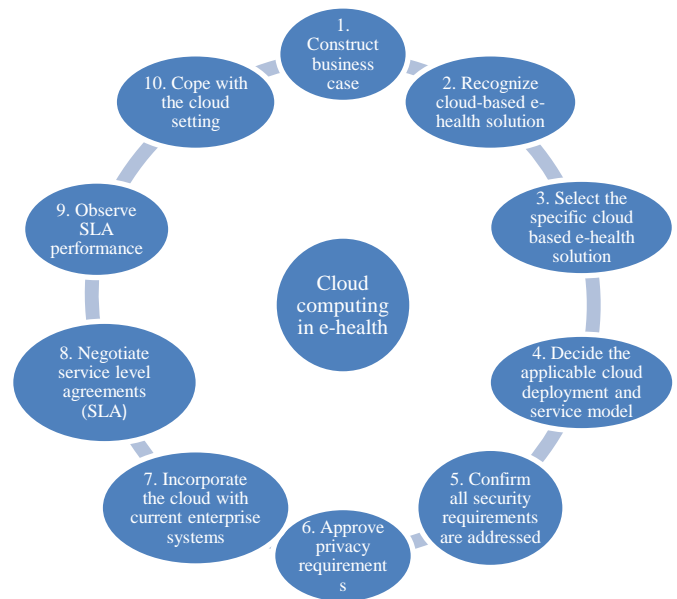 1.
Construct
business
case
2. Recognize
cloud-based e-
health solution
3. Select the
specific cloud
based e-health
solution
4. Decide the
applicable cloud
deployment and
service model
5. Confirm
all security
requirements
are addressed
6. Approve
privacy
requirement
s
7. Incorporate
the cloud with
current enterprise
systems
8. Negotiate
service level
agreements
(SLA)
9. Observe
SLA
performance
10. Cope with
the cloud
setting
Cloud
computing
in e-health